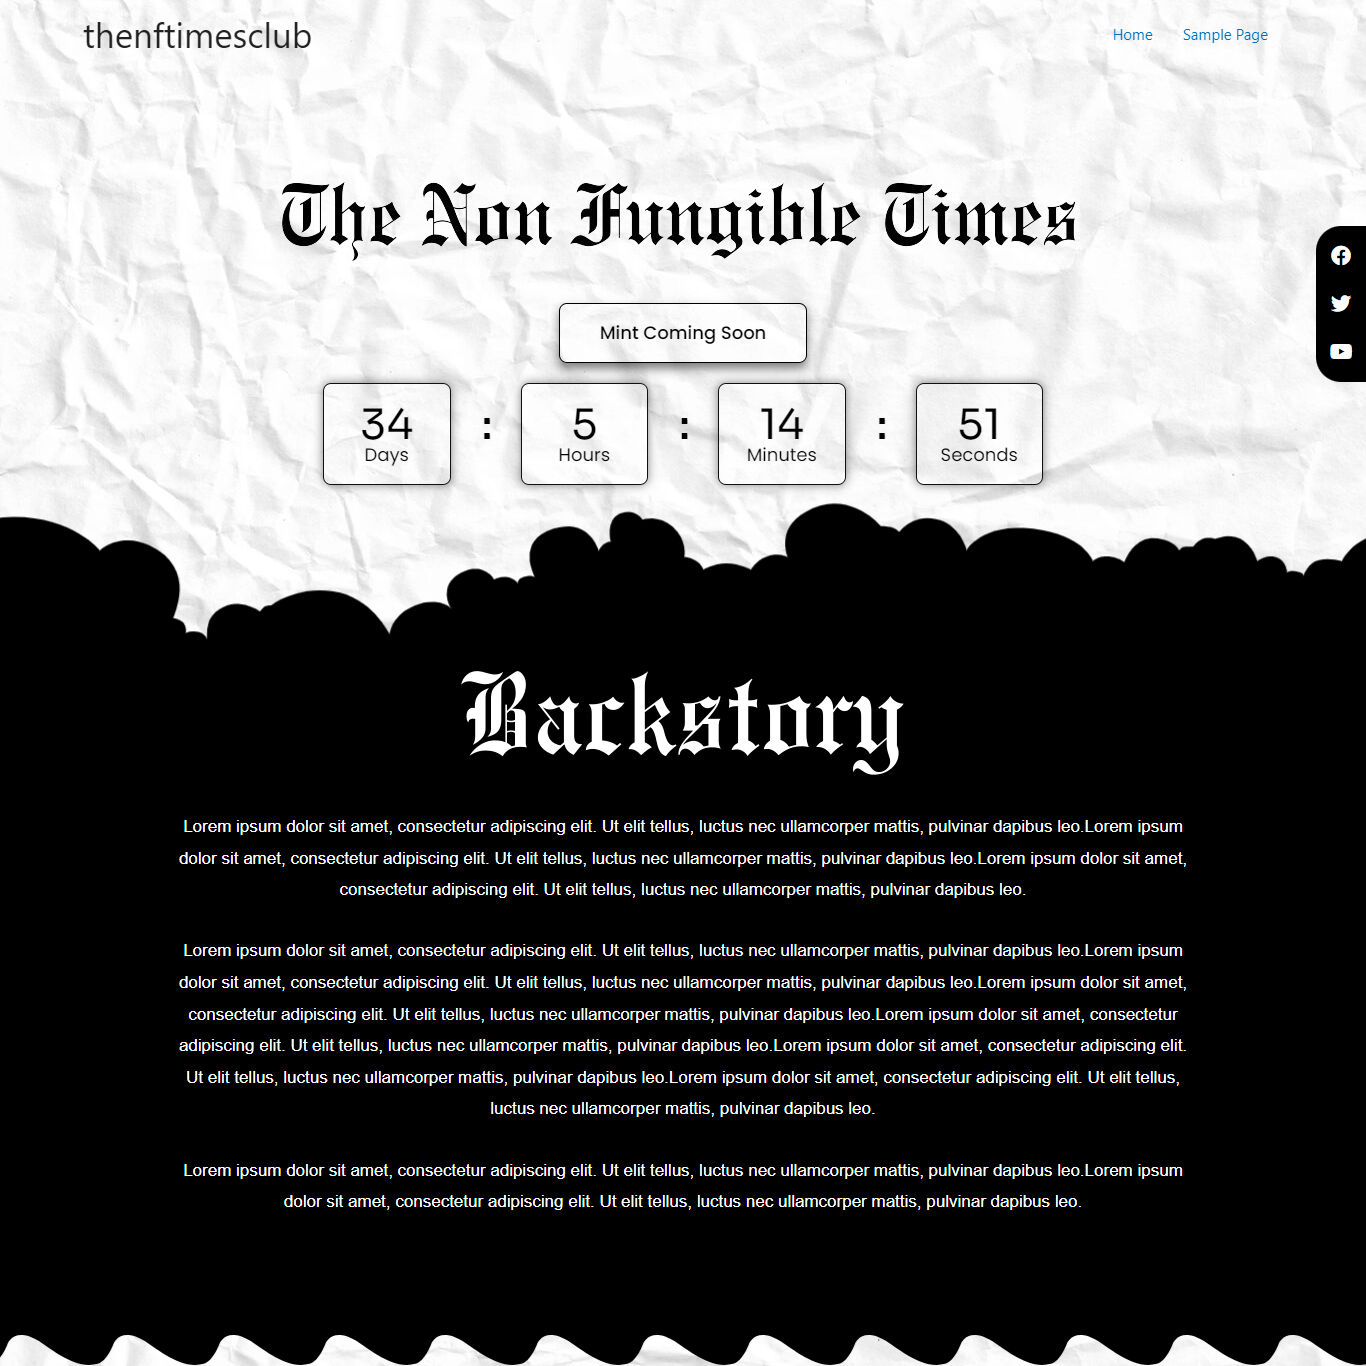 thenftimesclub
Home Sample Page
The Non Fungible Times
Mint Coming Soon
34 : 5 : 14 : 51
Days Hours Minutes Seconds
Backstory
Lorem ipsum dolor sit amet, consectetur adipiscing elit. Ut elit tellus, luctus nec ullamcorper mattis, pulvinar dapibus leo.Lorem ipsum
dolor sit amet, consectetur adipiscing elit. Ut elit tellus, luctus nec ullamcorper mattis, pulvinar dapibus leo.Lorem ipsum dolor sit amet,
consectetur adipiscing elit. Ut elit tellus, luctus nec ullamcorper mattis, pulvinar dapibus leo.
Lorem ipsum dolor sit amet, consectetur adipiscing elit. Ut elit tellus, luctus nec ullamcorper mattis, pulvinar dapibus leo.Lorem ipsum
dolor sit amet, consectetur adipiscing elit. Ut elit tellus, luctus nec ullamcorper mattis, pulvinar dapibus leo.Lorem ipsum dolor sit amet,
consectetur adipiscing elit. Ut elit tellus, luctus nec ullamcorper mattis, pulvinar dapibus leo.Lorem ipsum dolor sit amet, consectetur
adipiscing elit. Ut elit tellus, luctus nec ullamcorper mattis, pulvinar dapibus leo.Lorem ipsum dolor sit amet, consectetur adipiscing elit.
Ut elit tellus, luctus nec ullamcorper mattis, pulvinar dapibus leo.Lorem ipsum dolor sit amet, consectetur adipiscing elit. Ut elit tellus,
luctus nec ullamcorper mattis, pulvinar dapibus leo.
Lorem ipsum dolor sit amet, consectetur adipiscing elit. Ut elit tellus, luctus nec ullamcorper mattis, pulvinar dapibus leo.Lorem ipsum
dolor sit amet, consectetur adipiscing elit. Ut elit tellus, luctus nec ullamcorper mattis, pulvinar dapibus leo.